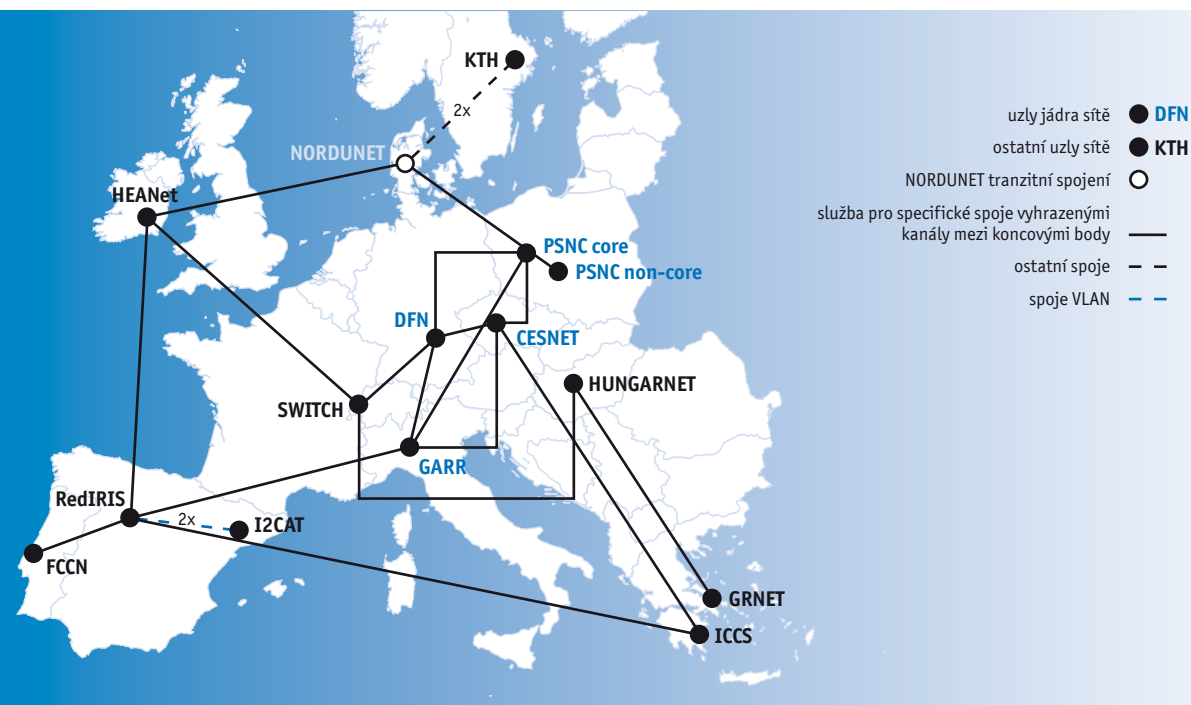 KTH
2x
NORDUNET
HEANet
PSNC core
PSNC non-core
DFN
CESNET
HUNGARNET
SWITCH
GARR
RedIRIS
2x
I2CAT
FCCN
GRNET
ICCS
uzly jádra sítě DFN
ostatní uzly sítě KTH
NORDUNET tranzitní spojení
služba pro specifické spoje vyhrazenými
kanály mezi koncovými body
ostatní spoje
spoje VLAN